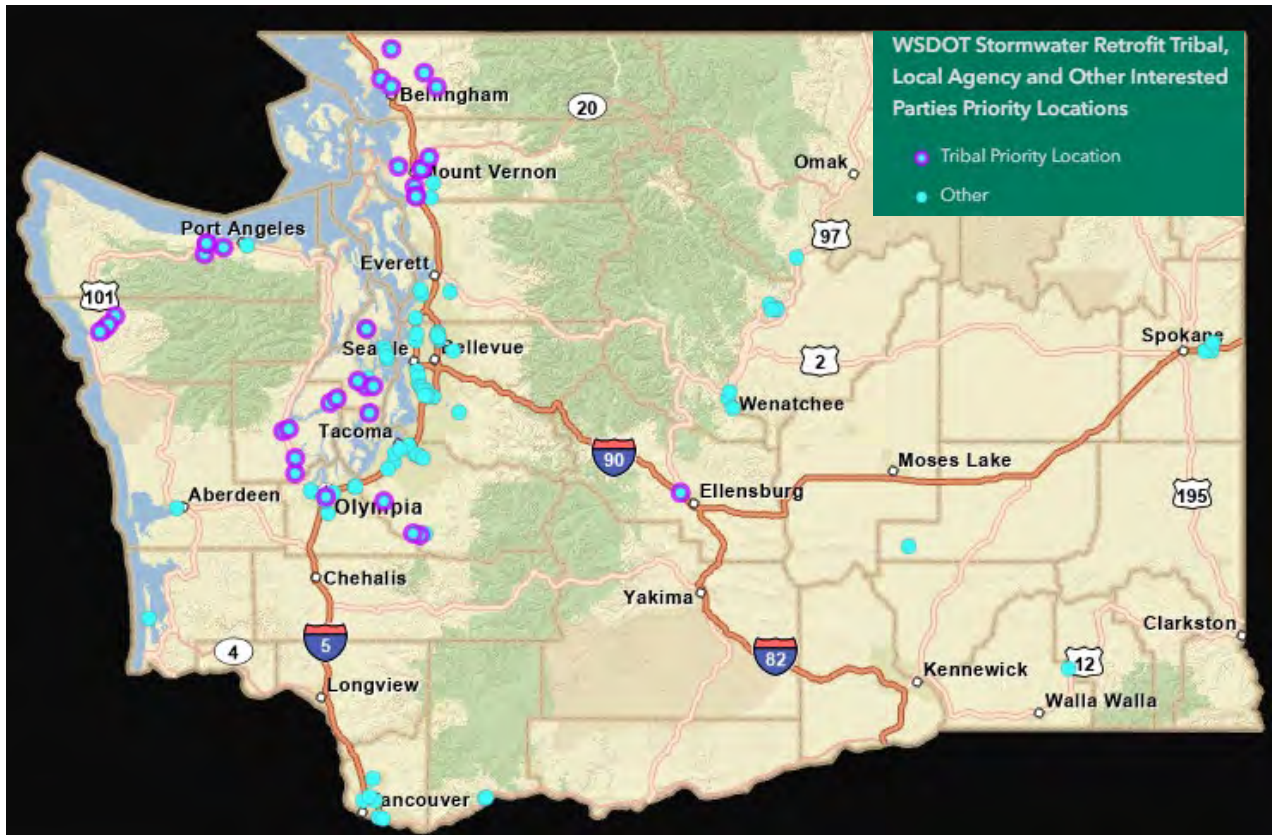 WSDOT Stormwater Retrofit Tribal,
Local Agency and Other Interested
Parties Priority Locations
Tribal Priority Location
Other
Bellingham
20
Omak
Mount Vernon
Port Angeles
97
Everett
101
Seattle
Bellevue
2
Spokane
Wenatchee
Tacoma
90
Moses Lake
Aberdeen
Olympia
Ellensburg
195
Chehalis
Yakima
Clarkston
4
5
82
Kennewick
12
Longview
Walla Walla
Vancouver